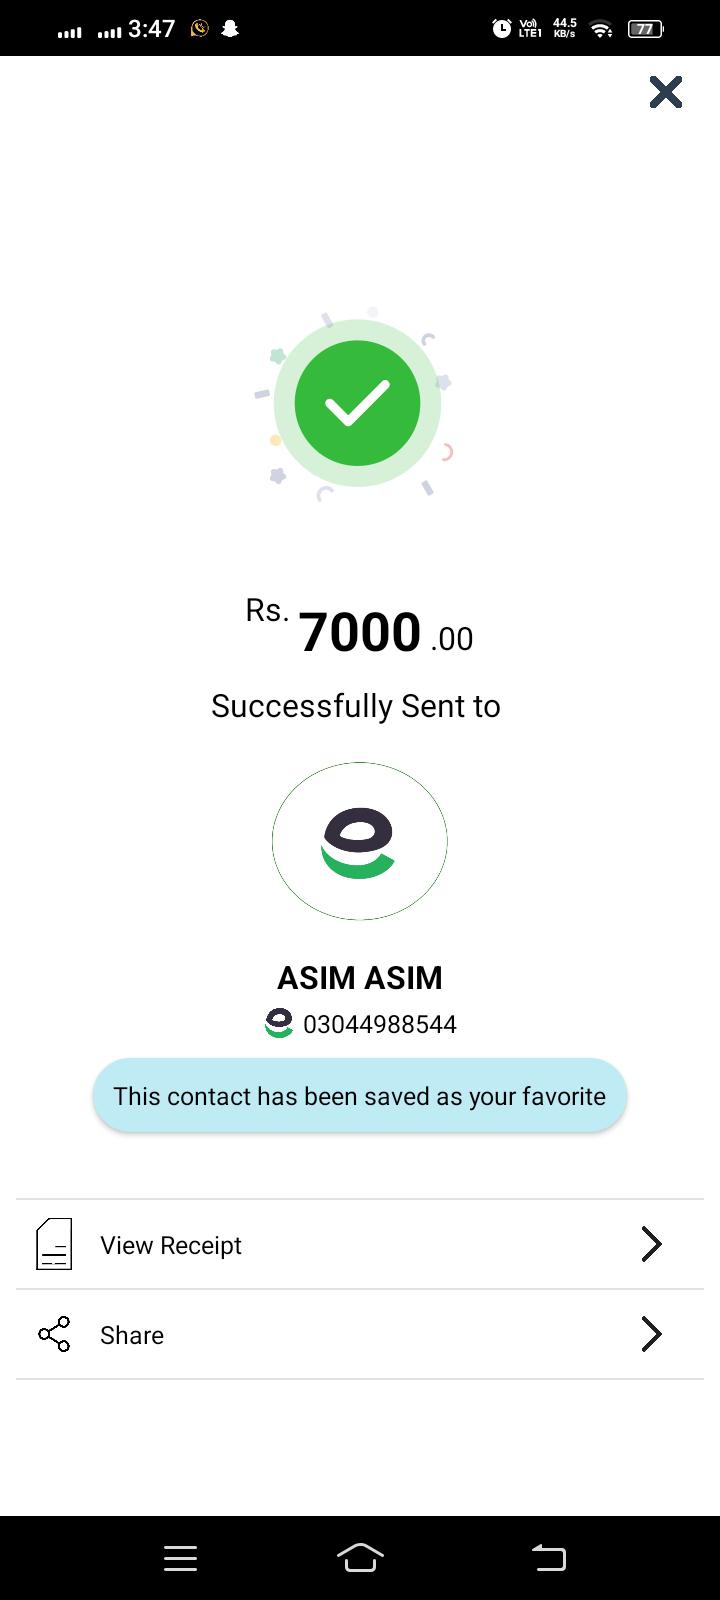 3:47
Vo)
LTE1
44.5
KB/s
77
Rs. 7000 .00
Successfully Sent to
ASIM ASIM
03044988544
This contact has been saved as your favorite
View Receipt
Share